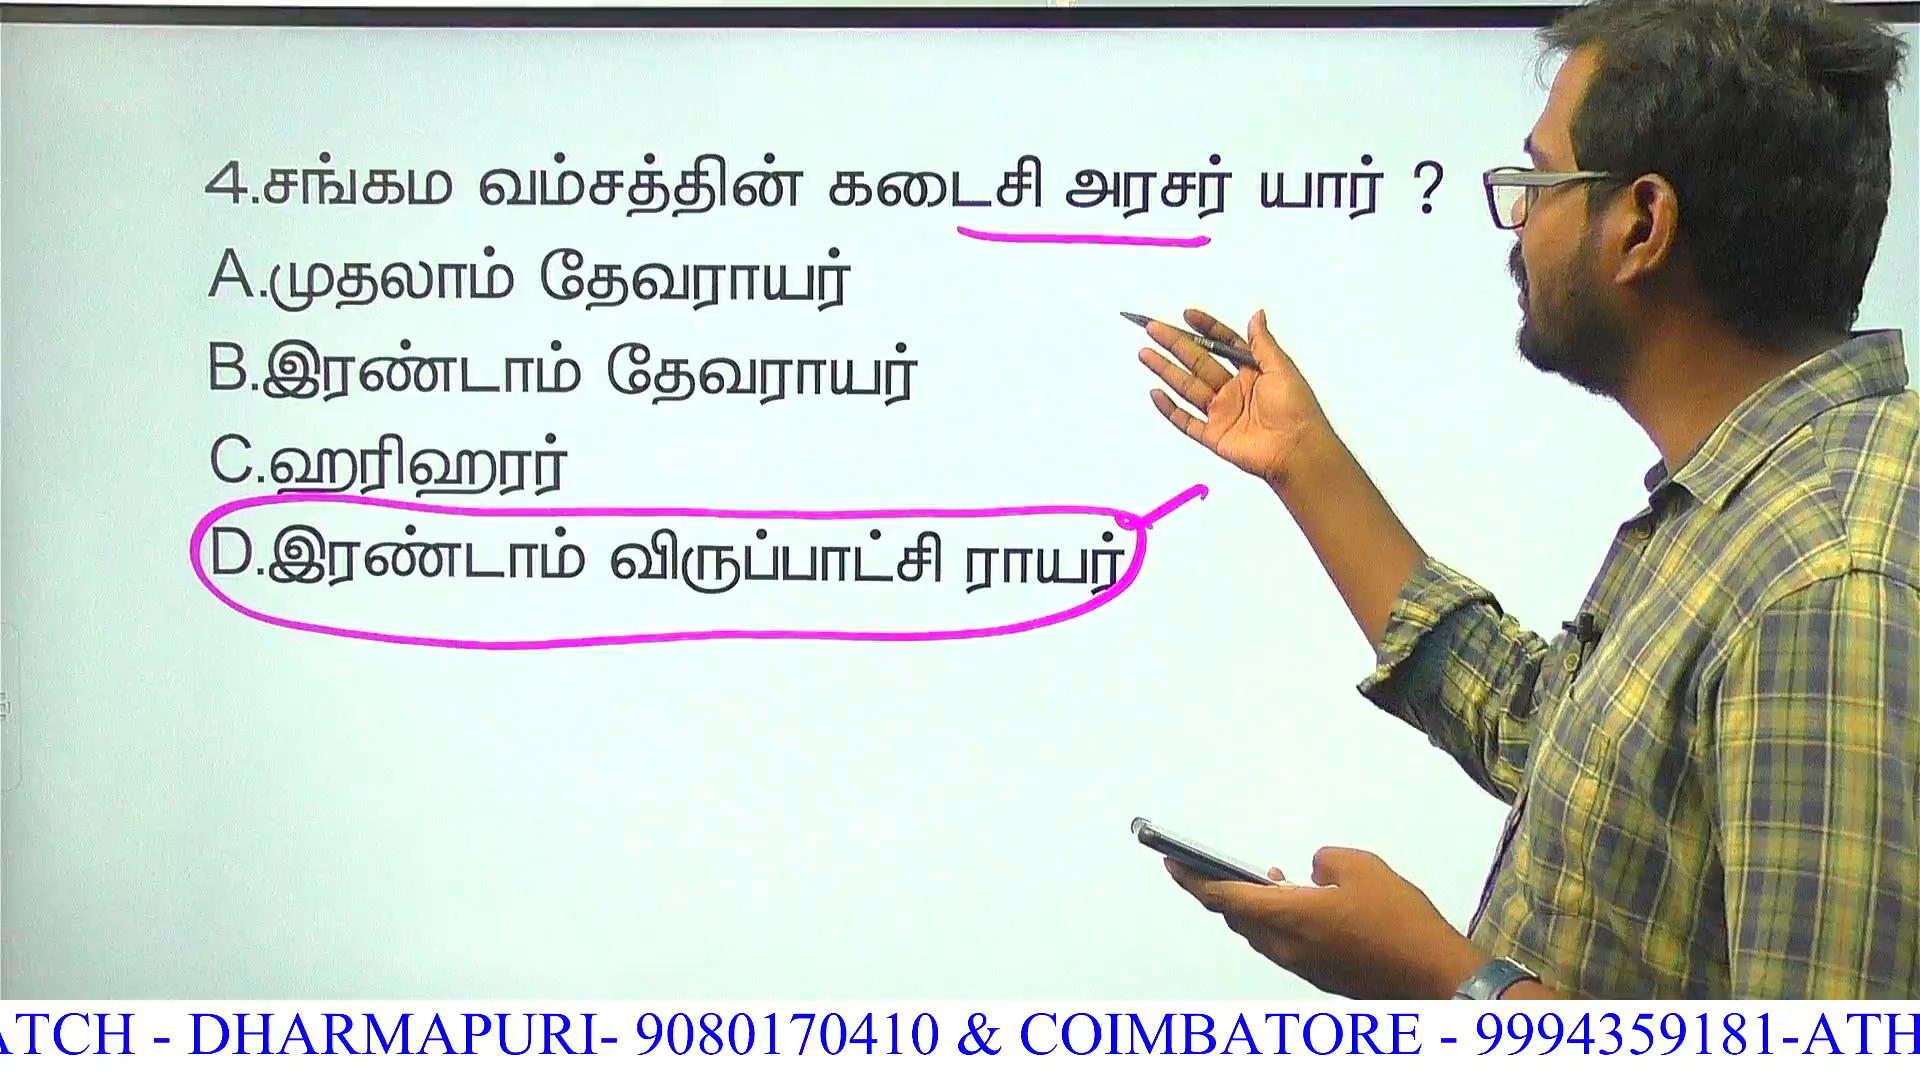 4.சங்கம வம்சத்தின் கடைசி அரசர் யார் ?
A.முதலாம் தேவராயர்
B.இரண்டாம் தேவராயர்
C.ஹரிஹரர்
D.இரண்டாம் விருப்பாட்சி ராயர்
ATCH - DHARMAPURI- 9080170410 & COIMBATORE - 9994359181-ATH